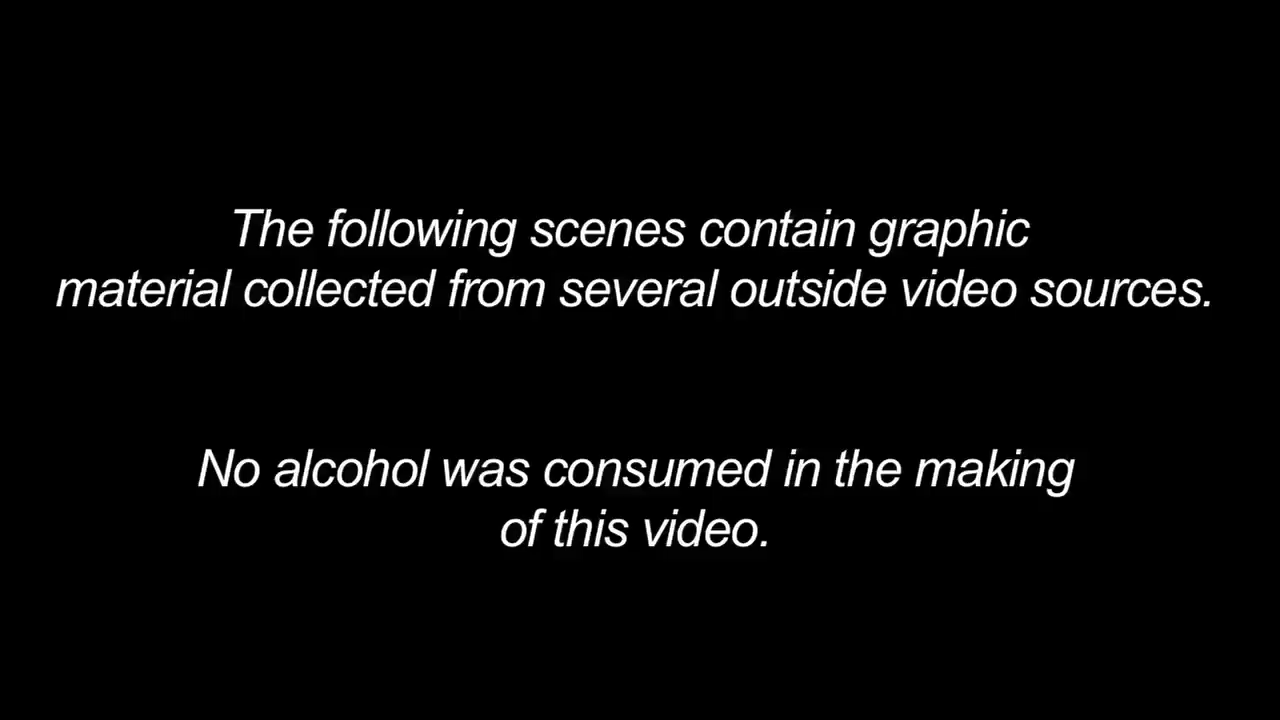 The following scenes contain graphic
material collected from several outside video sources.
No alcohol was consumed in the making
of this video.